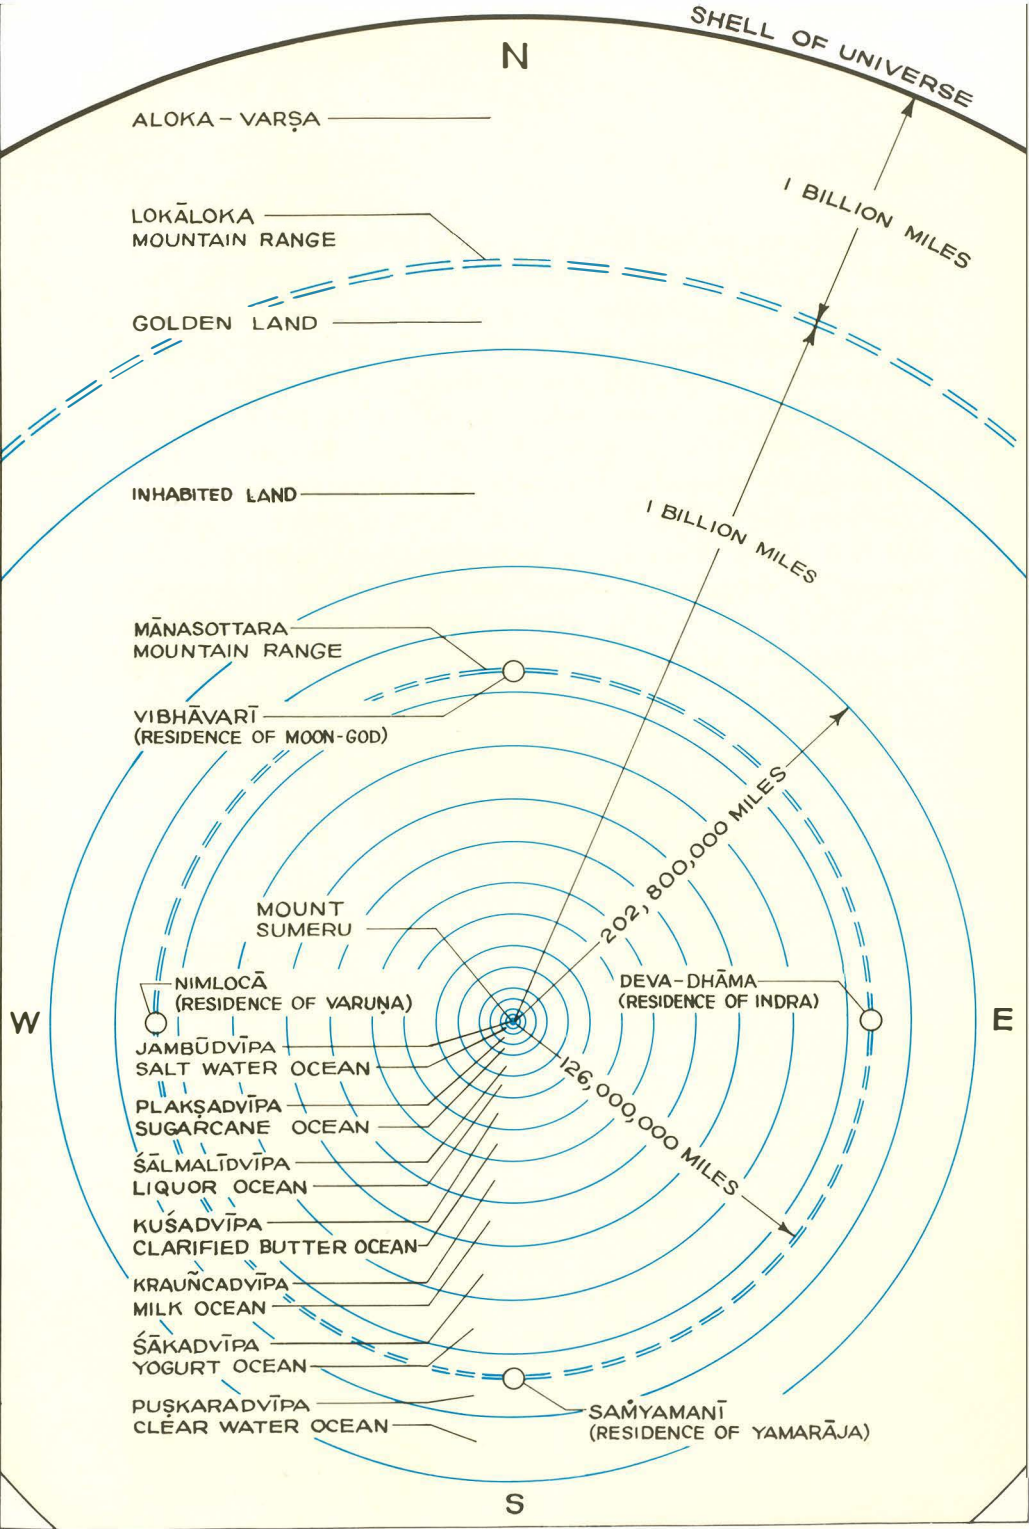 SHELL OF UNIVERSE
N
ALOKA-VARṢA
1 BILLION MILES
LOKĀLOKA
MOUNTAIN RANGE
GOLDEN LAND
INHABITED LAND
1 BILLION MILES
MĀNASOTTARA
MOUNTAIN RANGE
VIBHĀVARĪ
(RESIDENCE OF MOON-GOD)
202,800,000 MILES
MOUNT
SUMERU
NIMLOCĀ
(RESIDENCE OF VARUṆA)
DEVA-DHĀMA
(RESIDENCE OF INDRA)
W
E
JAMBŪDVĪPA
SALT WATER OCEAN
126,000,000 MILES
PLAKṢADVĪPA
SUGARCANE OCEAN
ŚĀLMALĪDVĪPA
LIQUOR OCEAN
KUŚADVĪPA
CLARIFIED BUTTER OCEAN
KRAUÑCADVĪPA
MILK OCEAN
ŚĀKADVĪPA
YOGURT OCEAN
PUṢKARADVĪPA
CLEAR WATER OCEAN
SAṀYAMANĪ
(RESIDENCE OF YAMARĀJA)
S